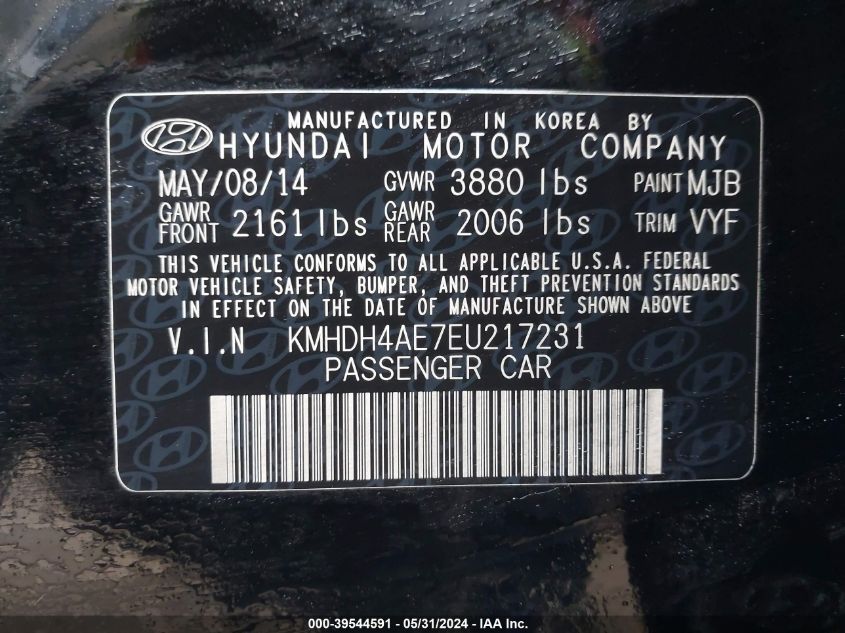 MANUFACTURED IN KOREA BY
HYUNDAI MOTOR COMPANY
MAY/08/14 GVWR 3880 lbs PAINT MJB
GAWR FRONT 2161 lbs GAWR REAR 2006 lbs TRIM VYF
THIS VEHICLE CONFORMS TO ALL APPLICABLE U.S.A. FEDERAL
MOTOR VEHICLE SAFETY, BUMPER, AND THEFT PREVENTION STANDARDS
IN EFFECT ON THE DATE OF MANUFACTURE SHOWN ABOVE
V.I.N KMHDH4AE7EU217231
PASSENGER CAR
000-39544591 - 05/31/2024 - IAA Inc.